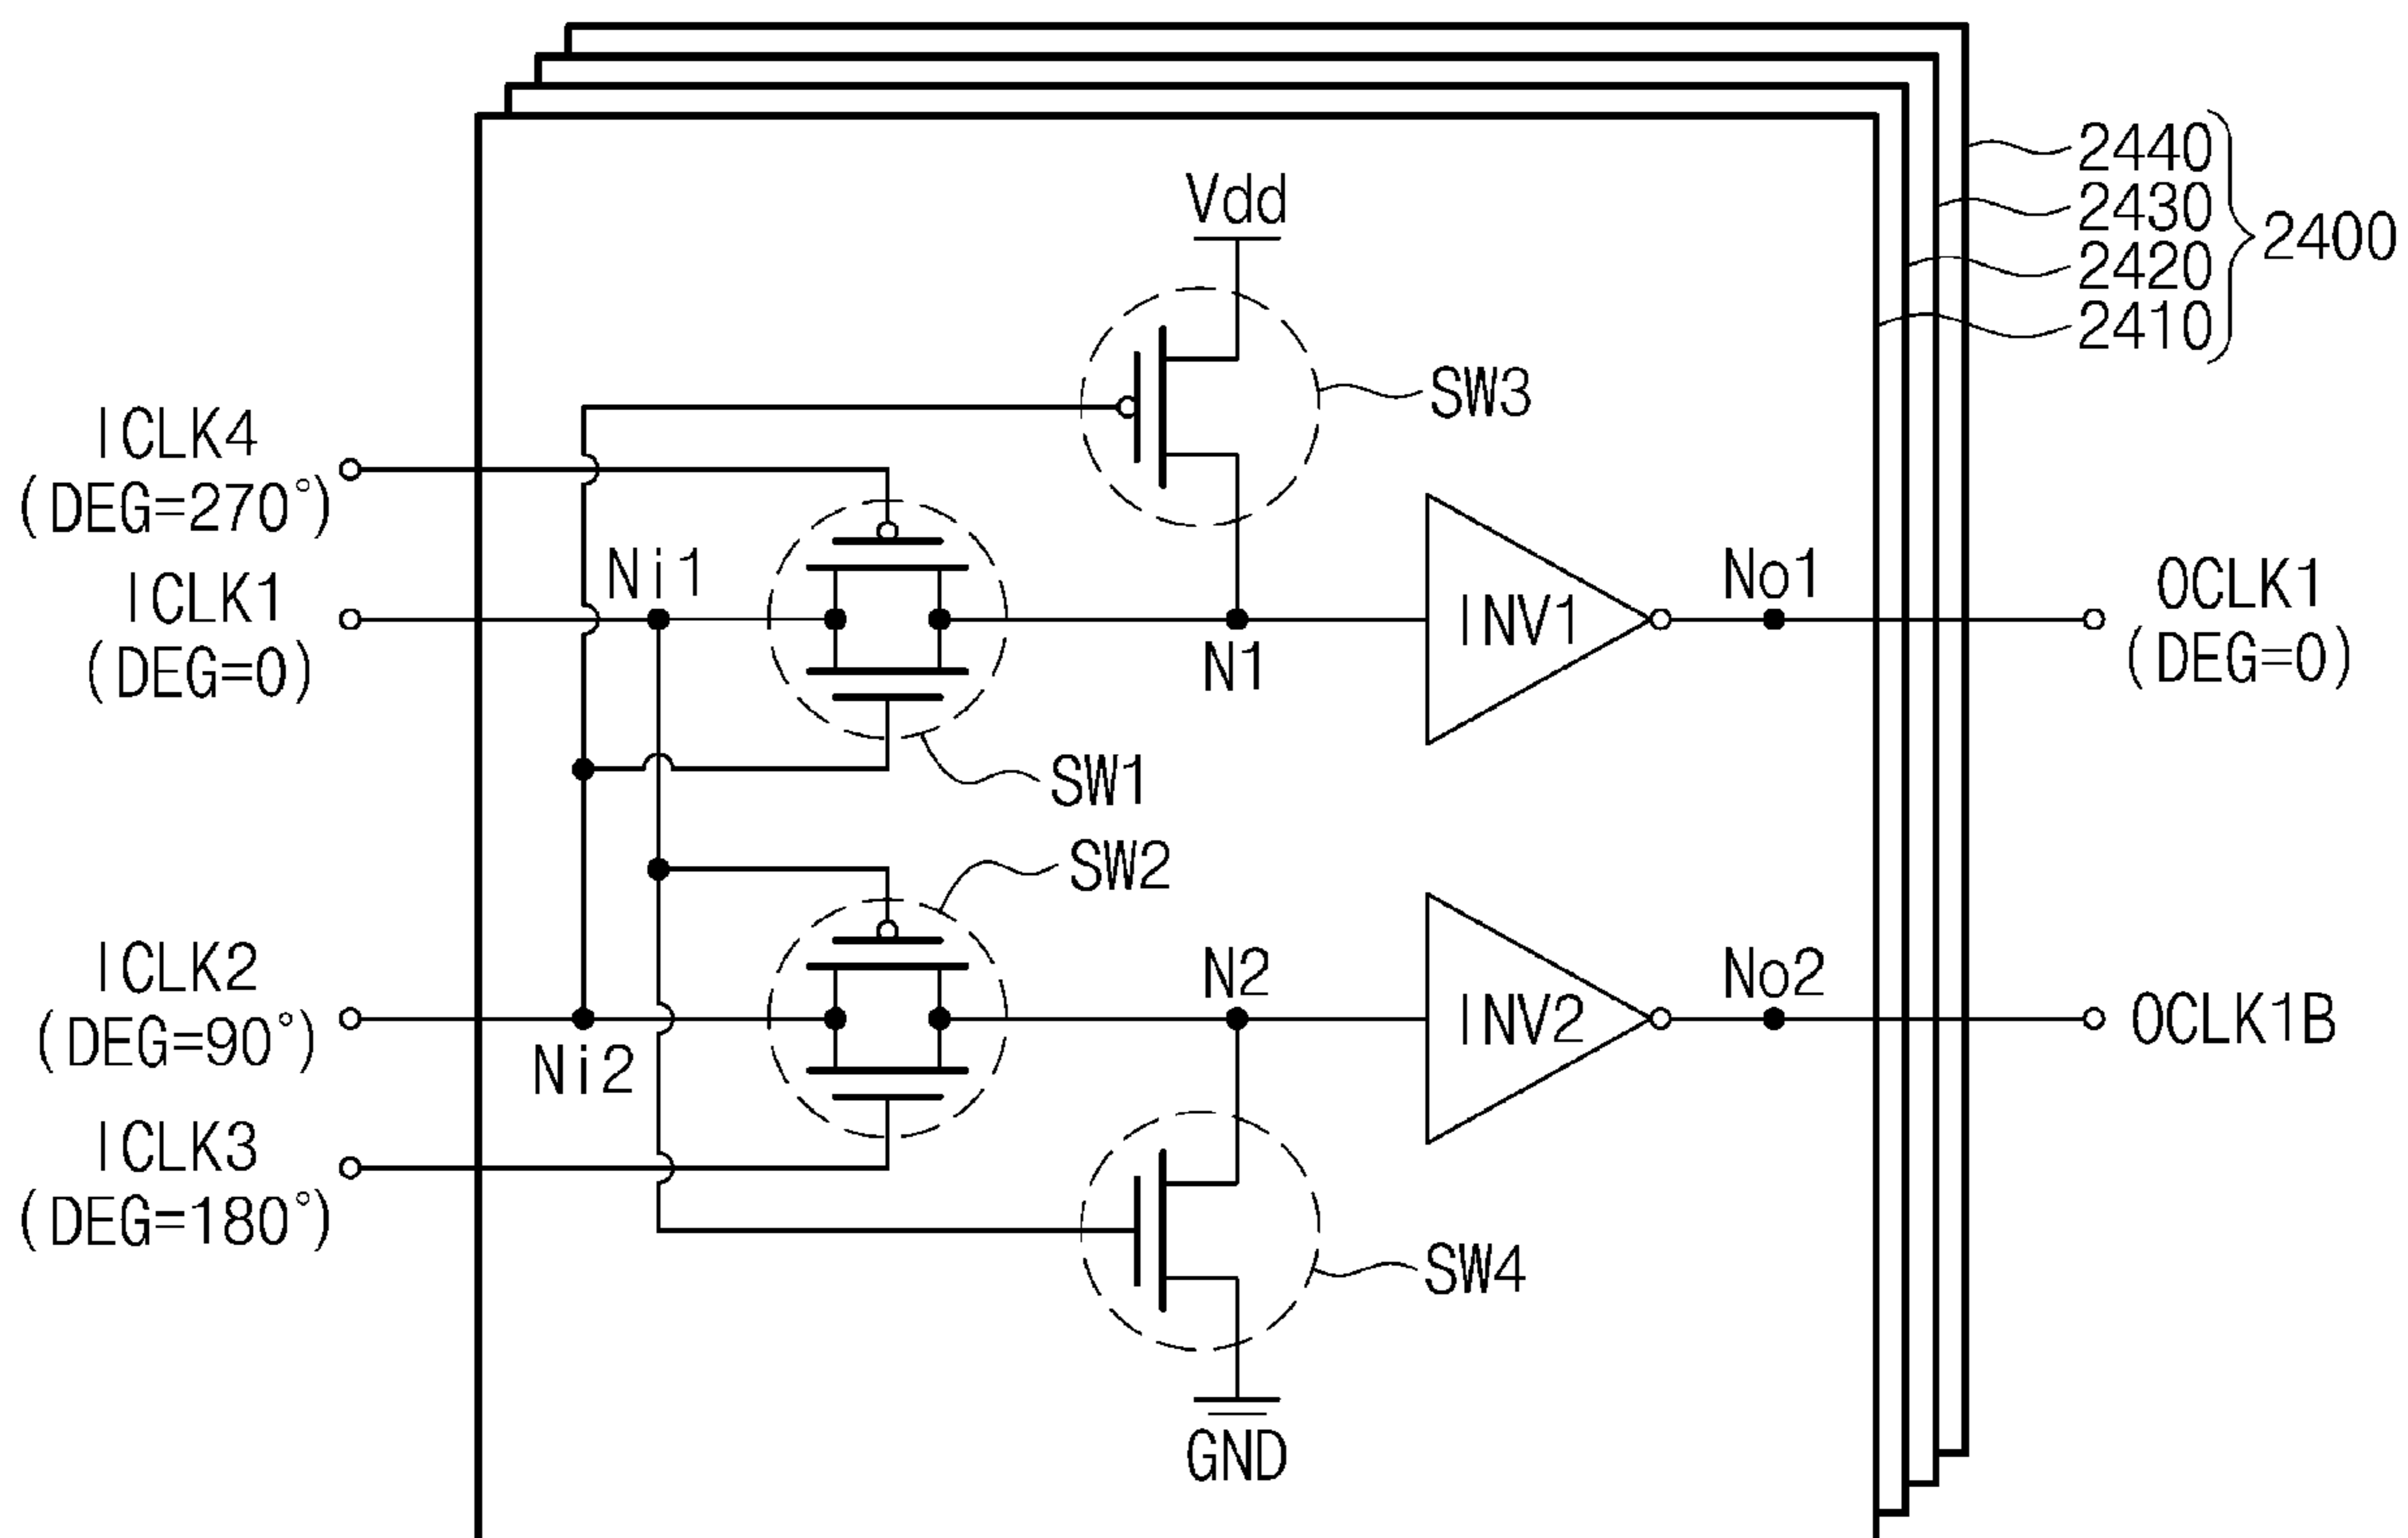 2440
2430
2420
2410
2400
Vdd
SW3
ICLK4
(DEG=270°)
ICLK1
(DEG=0)
Ni1
N1
INV1
No1
OCLK1
(DEG=0)
SW1
SW2
ICLK2
(DEG=90°)
Ni2
N2
INV2
No2
OCLK1B
ICLK3
(DEG=180°)
SW4
GND